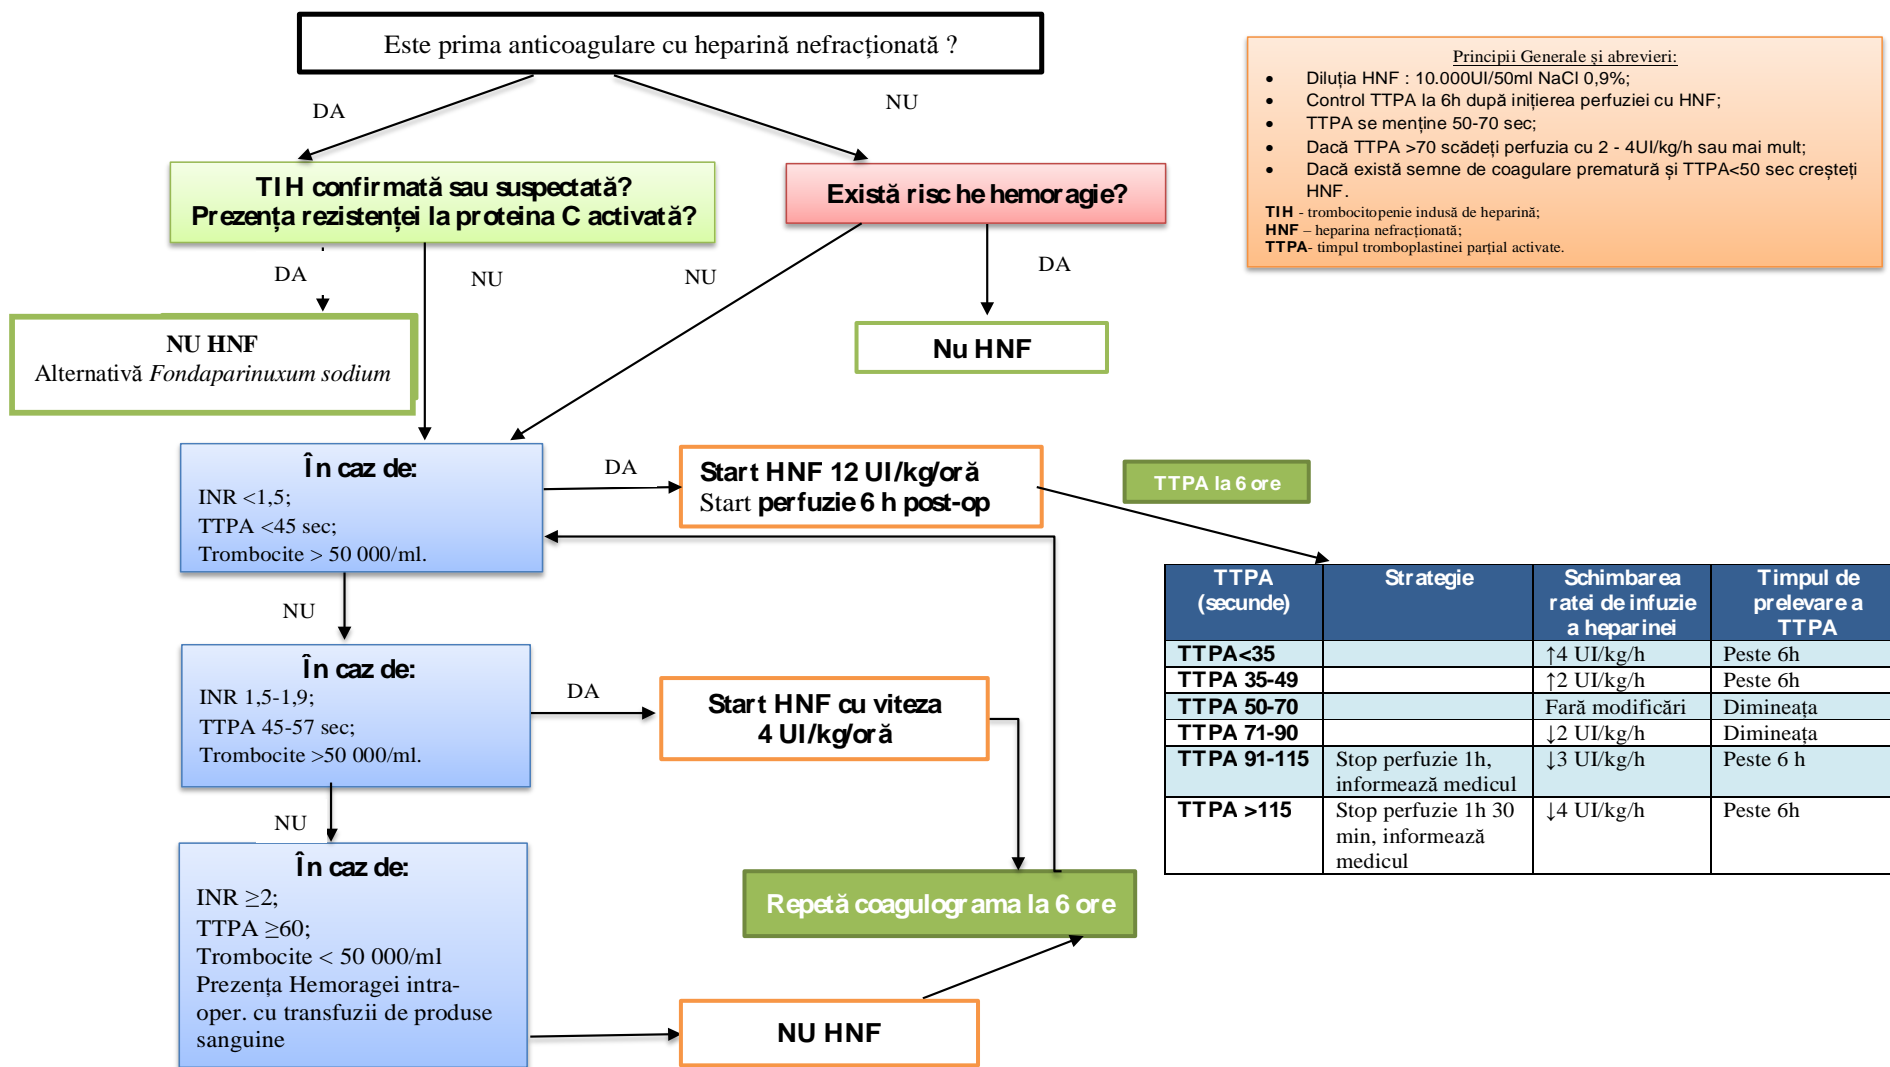 Este prima anticoagulare cu heparină nefracționată ?
DA
NU
Principii Generale și abrevieri:
• Diluția HNF : 10.000UI/50ml NaCl 0,9%;
• Control TTPA la 6h după inițierea perfuziei cu HNF;
• TTPA se menține 50-70 sec;
• Dacă TTPA >70 scădeți perfuzia cu 2 - 4UI/kg/h sau mai mult;
• Dacă există semne de coagulare prematură și TTPA<50 sec creșteți
HNF.
TIH - trombocitopenie indusă de heparină;
HNF – heparina nefracționată;
TTPA- timpul tromboplastinei parțial activate.
TIH confirmată sau suspectată?
Prezența rezistenței la proteina C activată?
Există risc he hemoragie?
DA
NU
NU
DA
NU HNF
Alternativă Fondaparinuxum sodium
Nu HNF
În caz de:
INR <1,5;
TTPA <45 sec;
Trombocite > 50 000/ml.
DA
Start HNF 12 UI/kg/oră
Start perfuzie 6 h post-op
TTPA la 6 ore
NU
În caz de:
INR 1,5-1,9;
TTPA 45-57 sec;
Trombocite >50 000/ml.
DA
Start HNF cu viteza
4 UI/kg/oră
NU
În caz de:
INR ≥2;
TTPA ≥60;
Trombocite < 50 000/ml
Prezența Hemoragei intra-
oper. cu transfuzii de produse
sanguine
NU HNF
Repetă coagulograma la 6 ore
TTPA (secunde) Strategie Schimbarea ratei de infuzie a heparinei Timpul de prelevare a TTPA
TTPA<35 ↑4 UI/kg/h Peste 6h
TTPA 35-49 ↑2 UI/kg/h Peste 6h
TTPA 50-70 Fară modificări Dimineața
TTPA 71-90 ↓2 UI/kg/h Dimineața
TTPA 91-115 Stop perfuzie 1h, ↓3 UI/kg/h Peste 6 h
informează medicul
TTPA >115 Stop perfuzie 1h 30 ↓4 UI/kg/h Peste 6h
min, informează
medicul